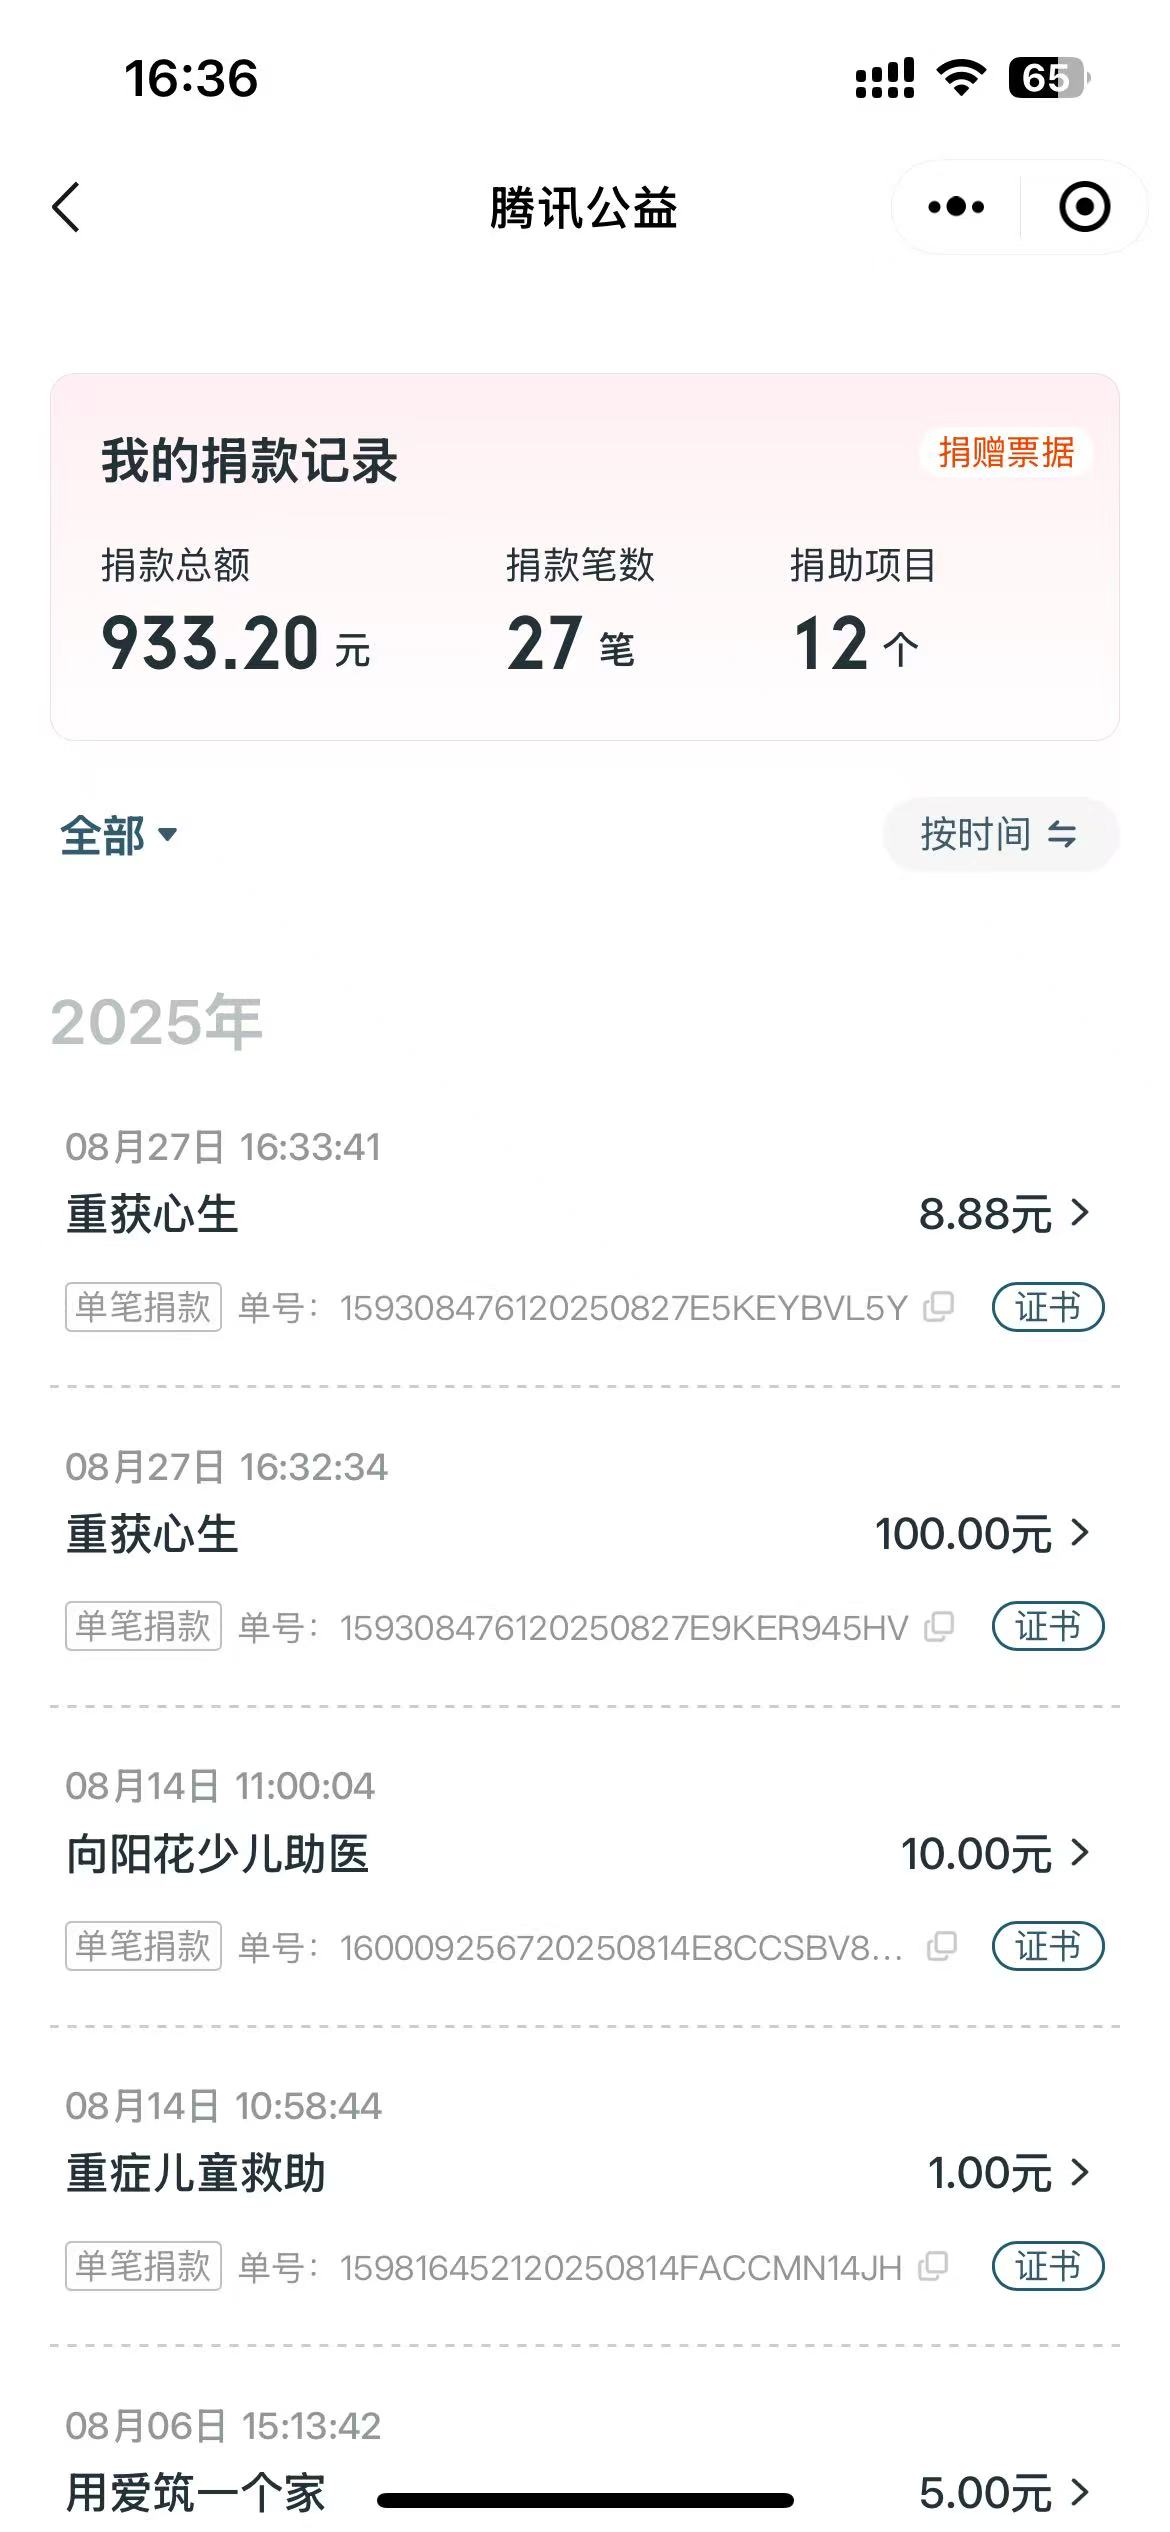 16:36
65
腾讯公益
我的捐款记录
捐赠票据
捐款总额 捐款笔数 捐助项目
933.20 元 27 笔 12 个
全部 按时间
2025年
08月27日 16:33:41
重获心生 8.88元
单笔捐款 单号： 159308476120250827E5KEYBVL5Y 证书
08月27日 16:32:34
重获心生 100.00元
单笔捐款 单号： 159308476120250827E9KER945HV 证书
08月14日 11:00:04
向阳花少儿助医 10.00元
单笔捐款 单号： 160009256720250814E8CCSBV8... 证书
08月14日 10:58:44
重症儿童救助 1.00元
单笔捐款 单号： 159816452120250814FACCMN14JH 证书
08月06日 15:13:42
用爱筑一个家 5.00元